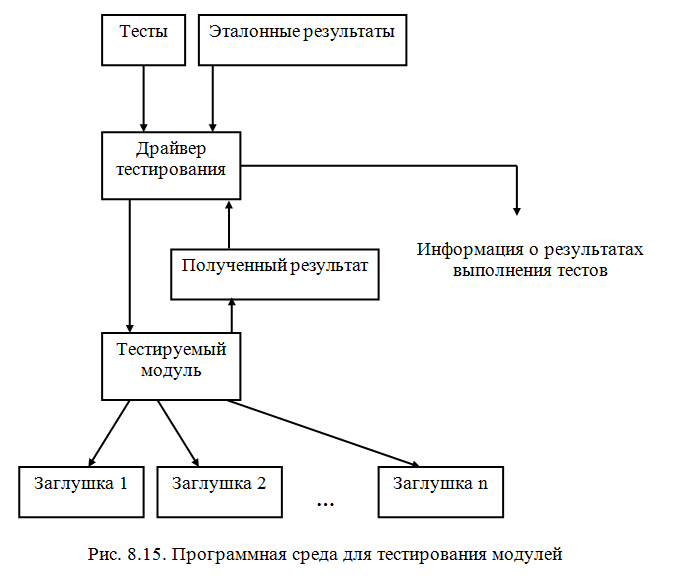 Тесты
Эталонные результаты
Драйвер
тестирования
Информация о результатах
выполнения тестов
Полученный результат
Тестируемый
модуль
Заглушка 1
Заглушка 2
...
Заглушка n
Рис. 8.15. Программная среда для тестирования модулей